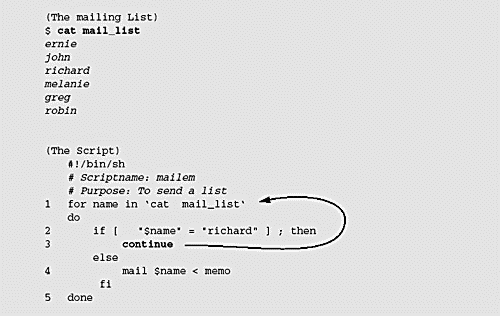 (The mailing List)
$ cat mail_list
ernie
john
richard
melanie
greg
robin
(The Script)
#!/bin/sh
# Scriptname: mailem
# Purpose: To send a list
1 for name in 'cat mail_list'
do
2 if [ "$name" = "richard" ] ; then
3 continue
else
4 mail $name < memo
fi
5 done